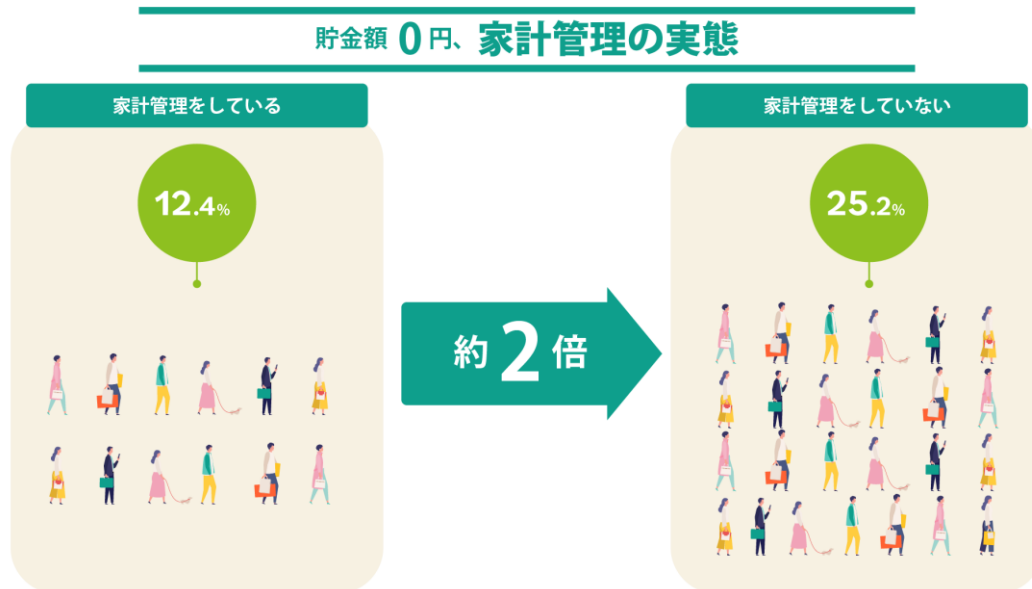 貯金額 0 円、家計管理の実態
家計管理をしている
家計管理をしていない
12.4%
25.2%
約2倍